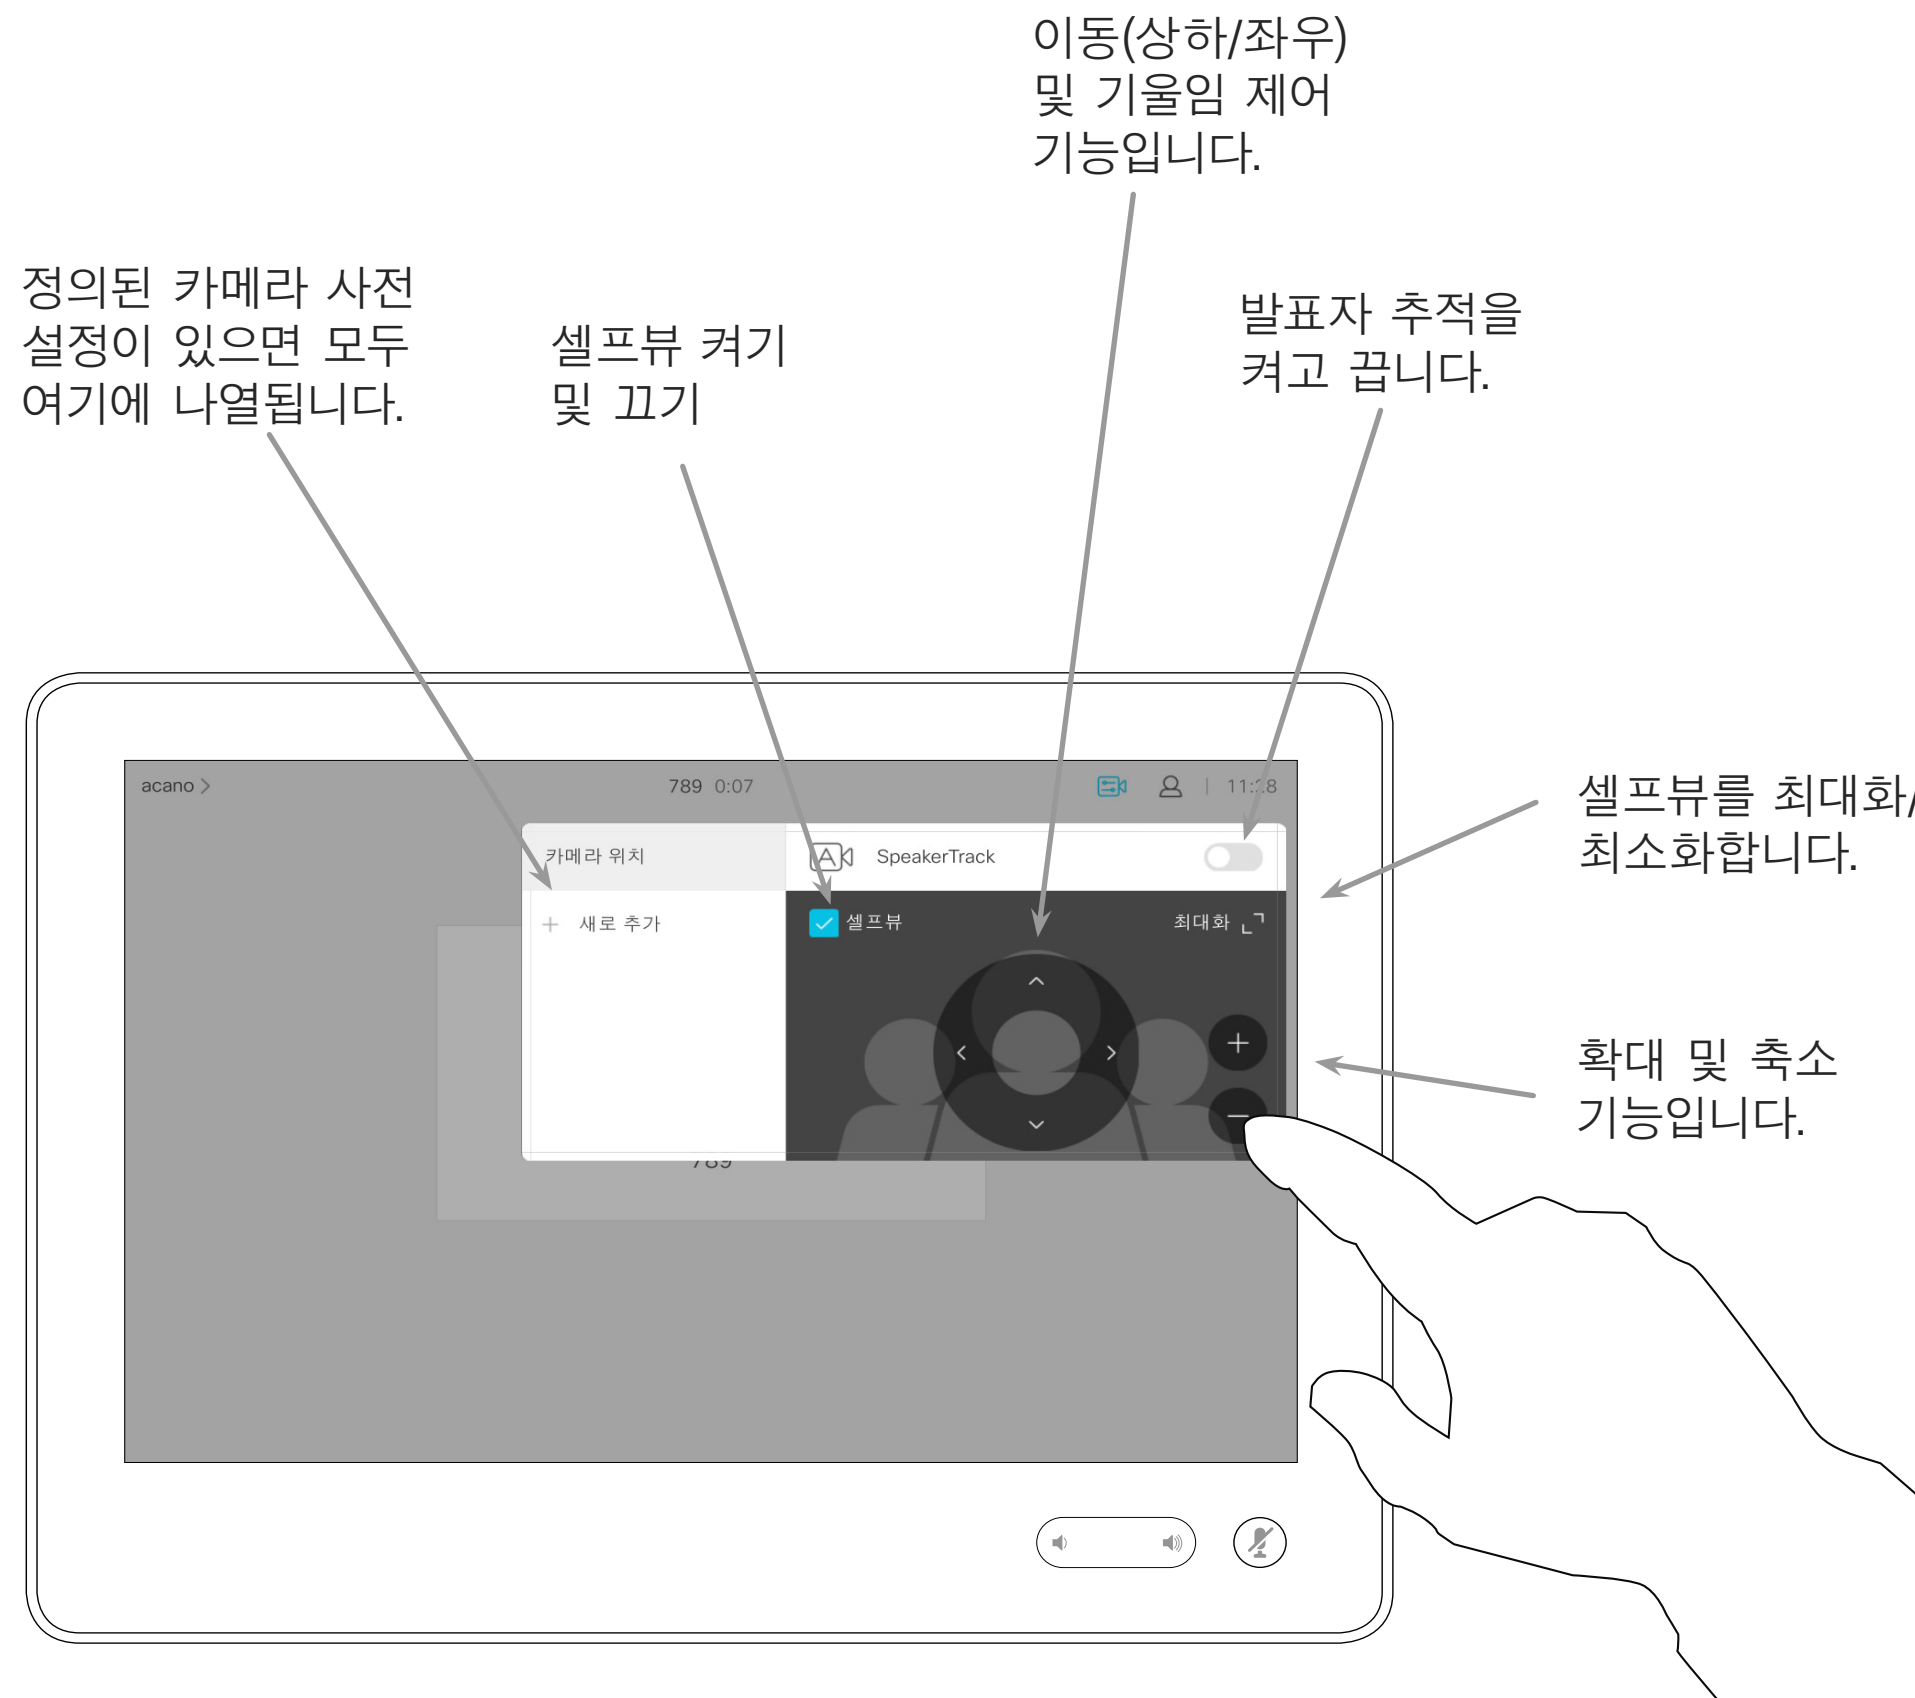 이동(상하/좌우)
및 기울임 제어
기능입니다.
정의된 카메라 사전
설정이 있으면 모두
여기에 나열됩니다.
셀프뷰 켜기
및 끄기
발표자 추적을
켜고 끕니다.
셀프뷰를 최대화/
최소화합니다.
확대 및 축소
기능입니다.
acano
789 0:07
11:28
카메라 위치
SpeakerTrack
새로 추가
셀프뷰
최대화
789